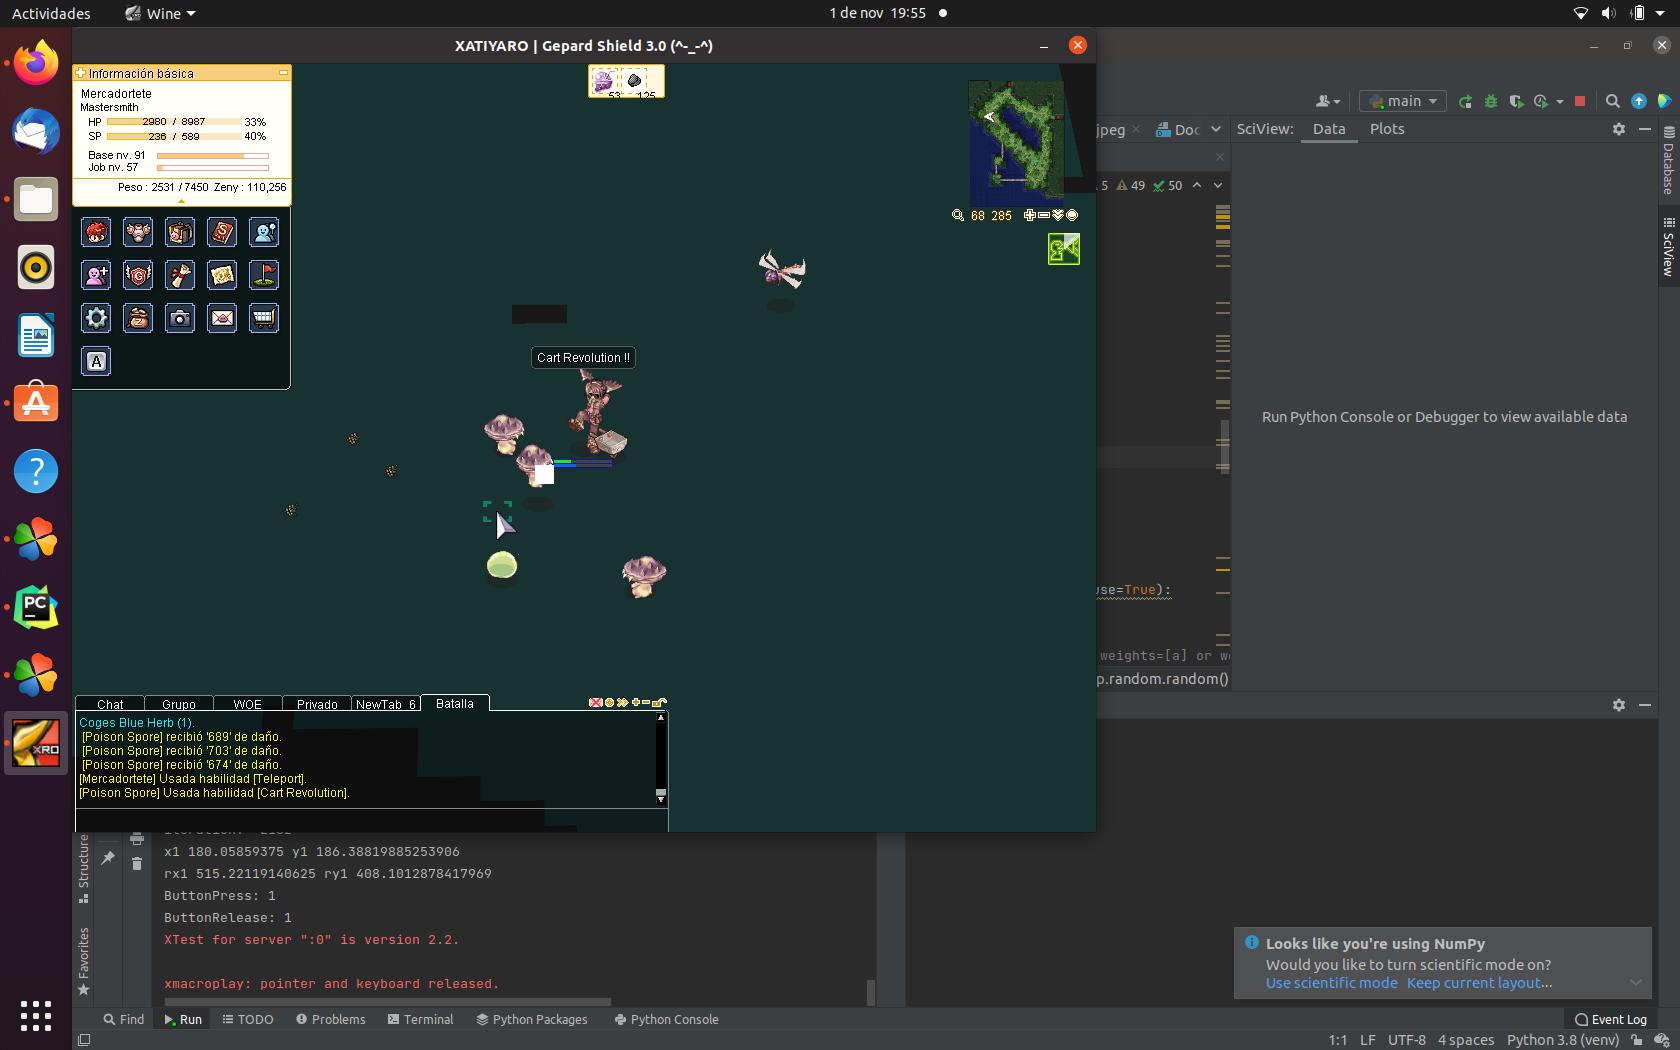 Actividades
Wine
1 de nov 19:55
XATIYARO | Gepard Shield 3.0 (^-_-^)
Información básica
Mercadortete
Mastersmith
HP 2980 / 8987 33%
SP 236 / 589 40%
Base nv. 91
Job nv. 57
Peso : 2531 / 7450 Zeny : 110,256
53 125
68 285
Cart Revolution !!
Chat Grupo WOE Privado NewTab_6 Batalla
Coges Blue Herb (1).
[Poison Spore] recibió '689' de daño.
[Poison Spore] recibió '703' de daño.
[Poison Spore] recibió '674' de daño.
[Mercadortete] Usada habilidad [Teleport].
[Poison Spore] Usada habilidad [Cart Revolution].
XRO
main
jpeg Doc
SciView: Data Plots
5 49 50
Database
SciView
Run Python Console or Debugger to view available data
use=True):
weights=[a] or w
p.random.random()
x1 180.05859375 y1 186.38819885253906
rx1 515.22119140625 ry1 408.1012878417969
ButtonPress: 1
ButtonRelease: 1
XTest for server ":0" is version 2.2.
xmacroplay: pointer and keyboard released.
Structure
Favorites
Looks like you're using NumPy
Would you like to turn scientific mode on?
Use scientific mode Keep current layout...
Find Run TODO Problems Terminal Python Packages Python Console
Event Log
1:1 LF UTF-8 4 spaces Python 3.8 (venv)